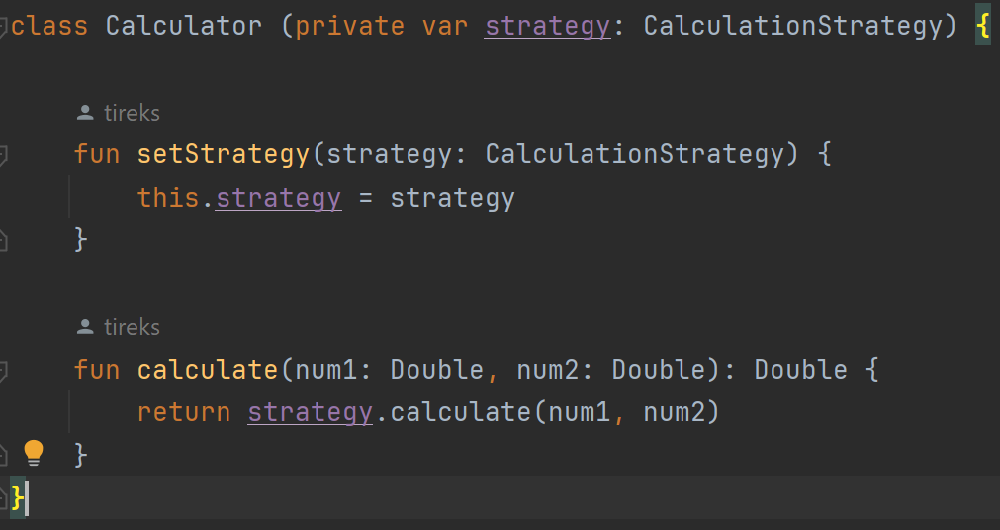 class Calculator (private var strategy: CalculationStrategy) {
tireks
fun setStrategy(strategy: CalculationStrategy) {
this.strategy = strategy
}
tireks
fun calculate(num1: Double, num2: Double): Double {
return strategy.calculate(num1, num2)
}
}